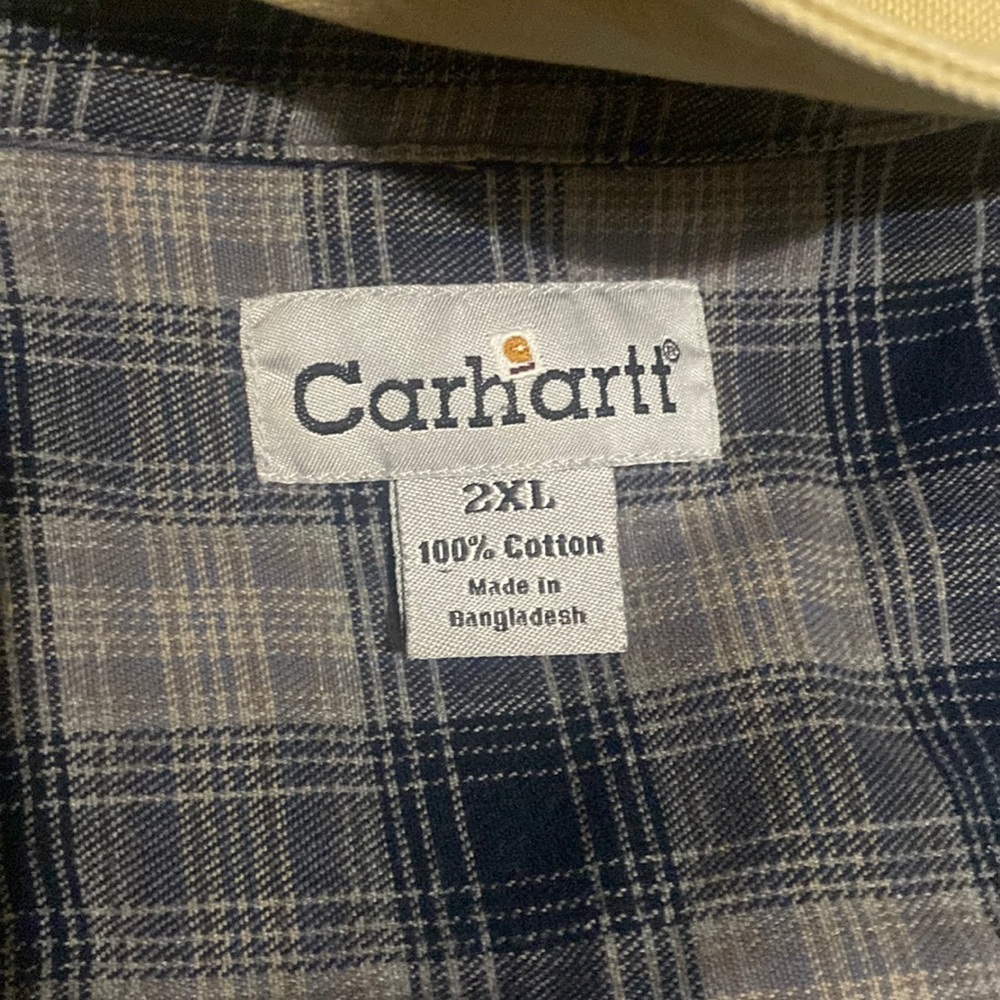 Carhartt®
2XL
100% Cotton
Made in
Bangladesh